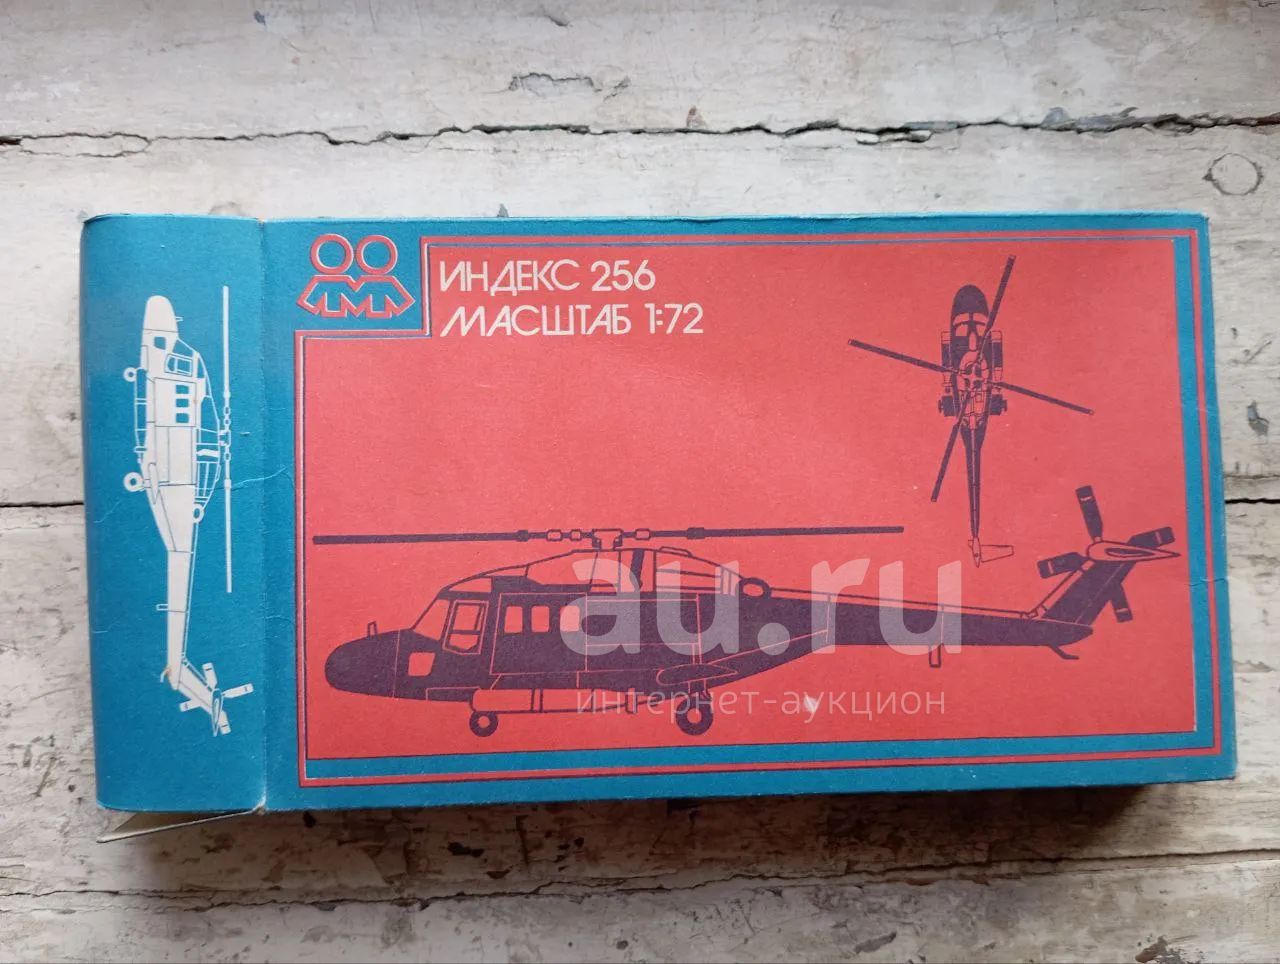 ИНДЕКС 256
МАСШТАБ 1:72
au.ru
интернет-аукцион